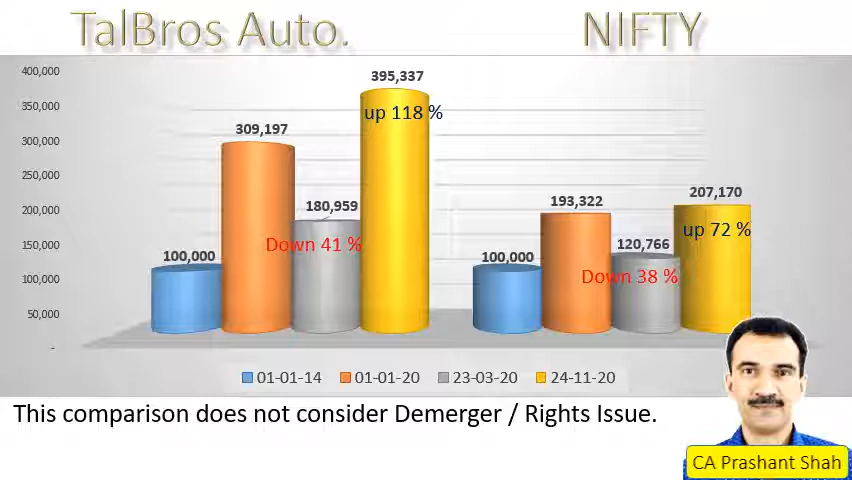 TalBros Auto.
NIFTY
400,000
350,000
300,000
250,000
200,000
150,000
100,000
50,000
-
100,000
309,197
Down 41 %
180,959
395,337
up 118 %
100,000
193,322
Down 38 %
120,766
207,170
up 72 %
01-01-14 01-01-20 23-03-20 24-11-20
This comparison does not consider Demerger / Rights Issue.
CA Prashant Shah